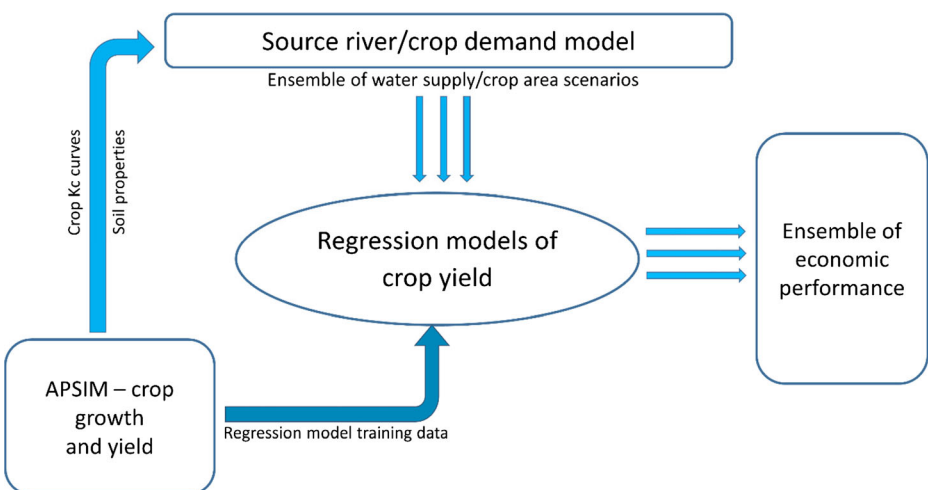 Source river/crop demand model
Ensemble of water supply/crop area scenarios
Crop Kc curves
Soil properties
Regression models of
crop yield
Ensemble of
economic
performance
APSIM – crop
growth
and yield
Regression model training data